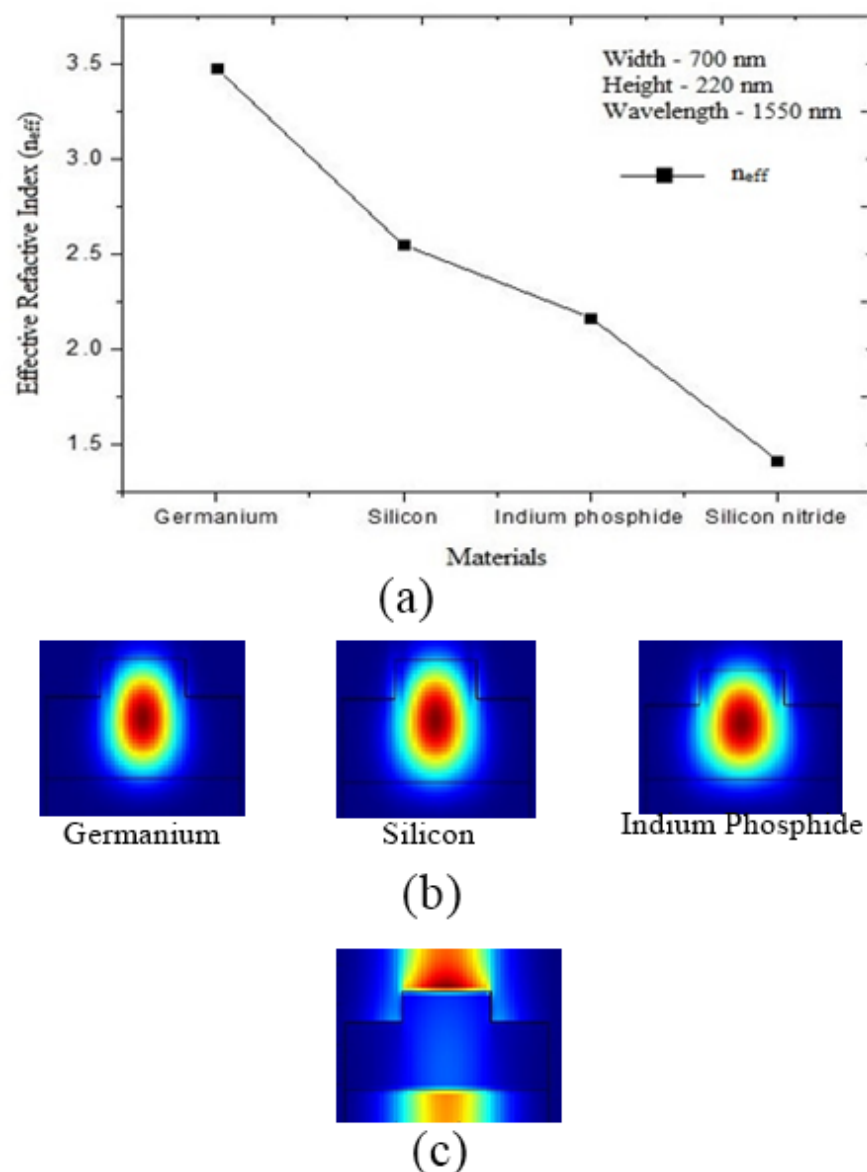 3.5
3.0
2.5
2.0
1.5
Effective Refactive Index (neff)
Width - 700 nm
Height - 220 nm
Wavelength - 1550 nm
neff
Germanium Silicon Indium phosphide Silicon nitride
Materials
(a)
Germanium Silicon Indium Phosphide
(b)
(c)